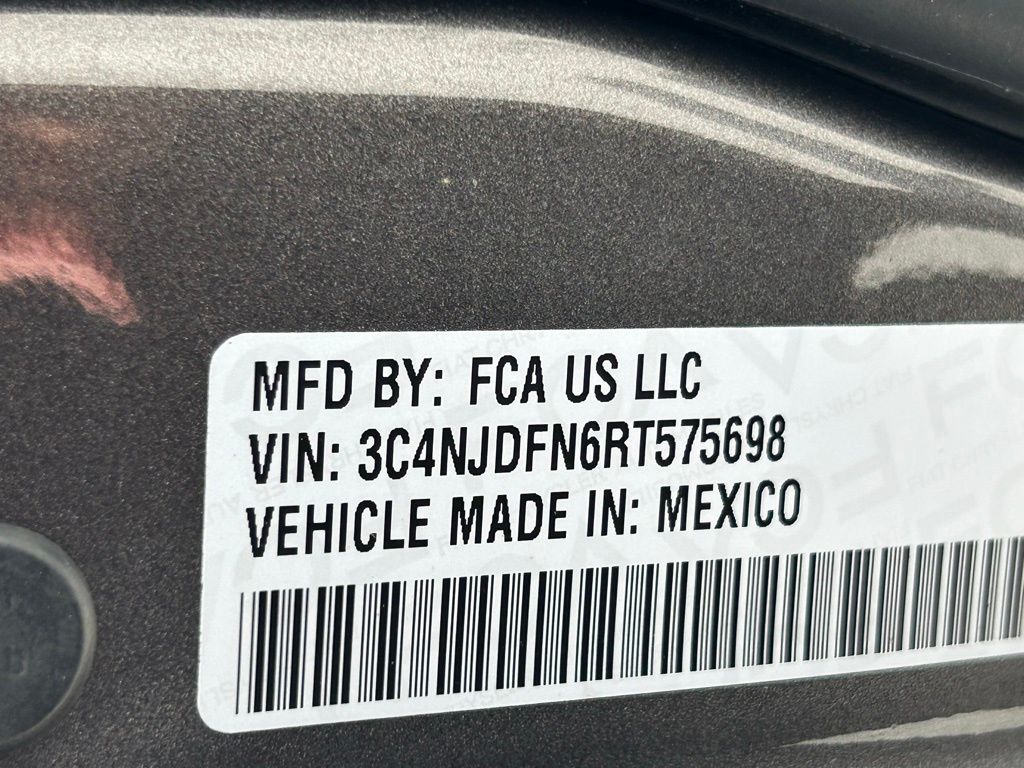 MFD BY: FCA US LLC
VIN: 3C4NJDFN6RT575698
VEHICLE MADE IN: MEXICO